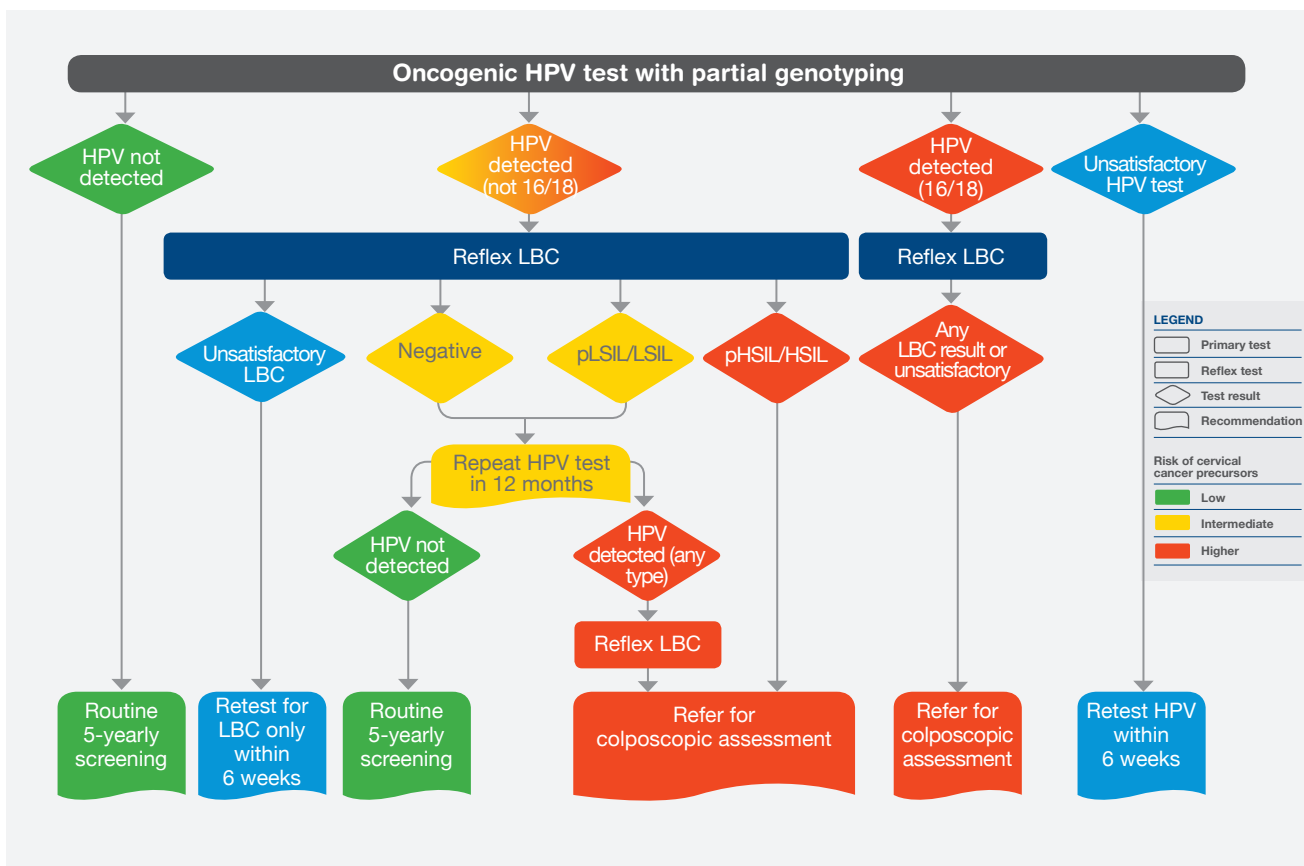 Oncogenic HPV test with partial genotyping
HPV not
detected
HPV
detected
(not 16/18)
HPV
detected
(16/18)
Unsatisfactory
HPV test
Reflex LBC
Reflex LBC
Unsatisfactory
LBC
Negative
pLSIL/LSIL
pHSIL/HSIL
Any
LBC result or
unsatisfactory
LEGEND
Primary test
Reflex test
Test result
Recommendation
Risk of cervical
cancer precursors
Low
Intermediate
Higher
Repeat HPV test
in 12 months
HPV not
detected
HPV
detected (any
type)
Reflex LBC
Routine
5-yearly
screening
Retest for
LBC only
within
6 weeks
Routine
5-yearly
screening
Refer for
colposcopic assessment
Refer for
colposcopic
assessment
Retest HPV
within
6 weeks